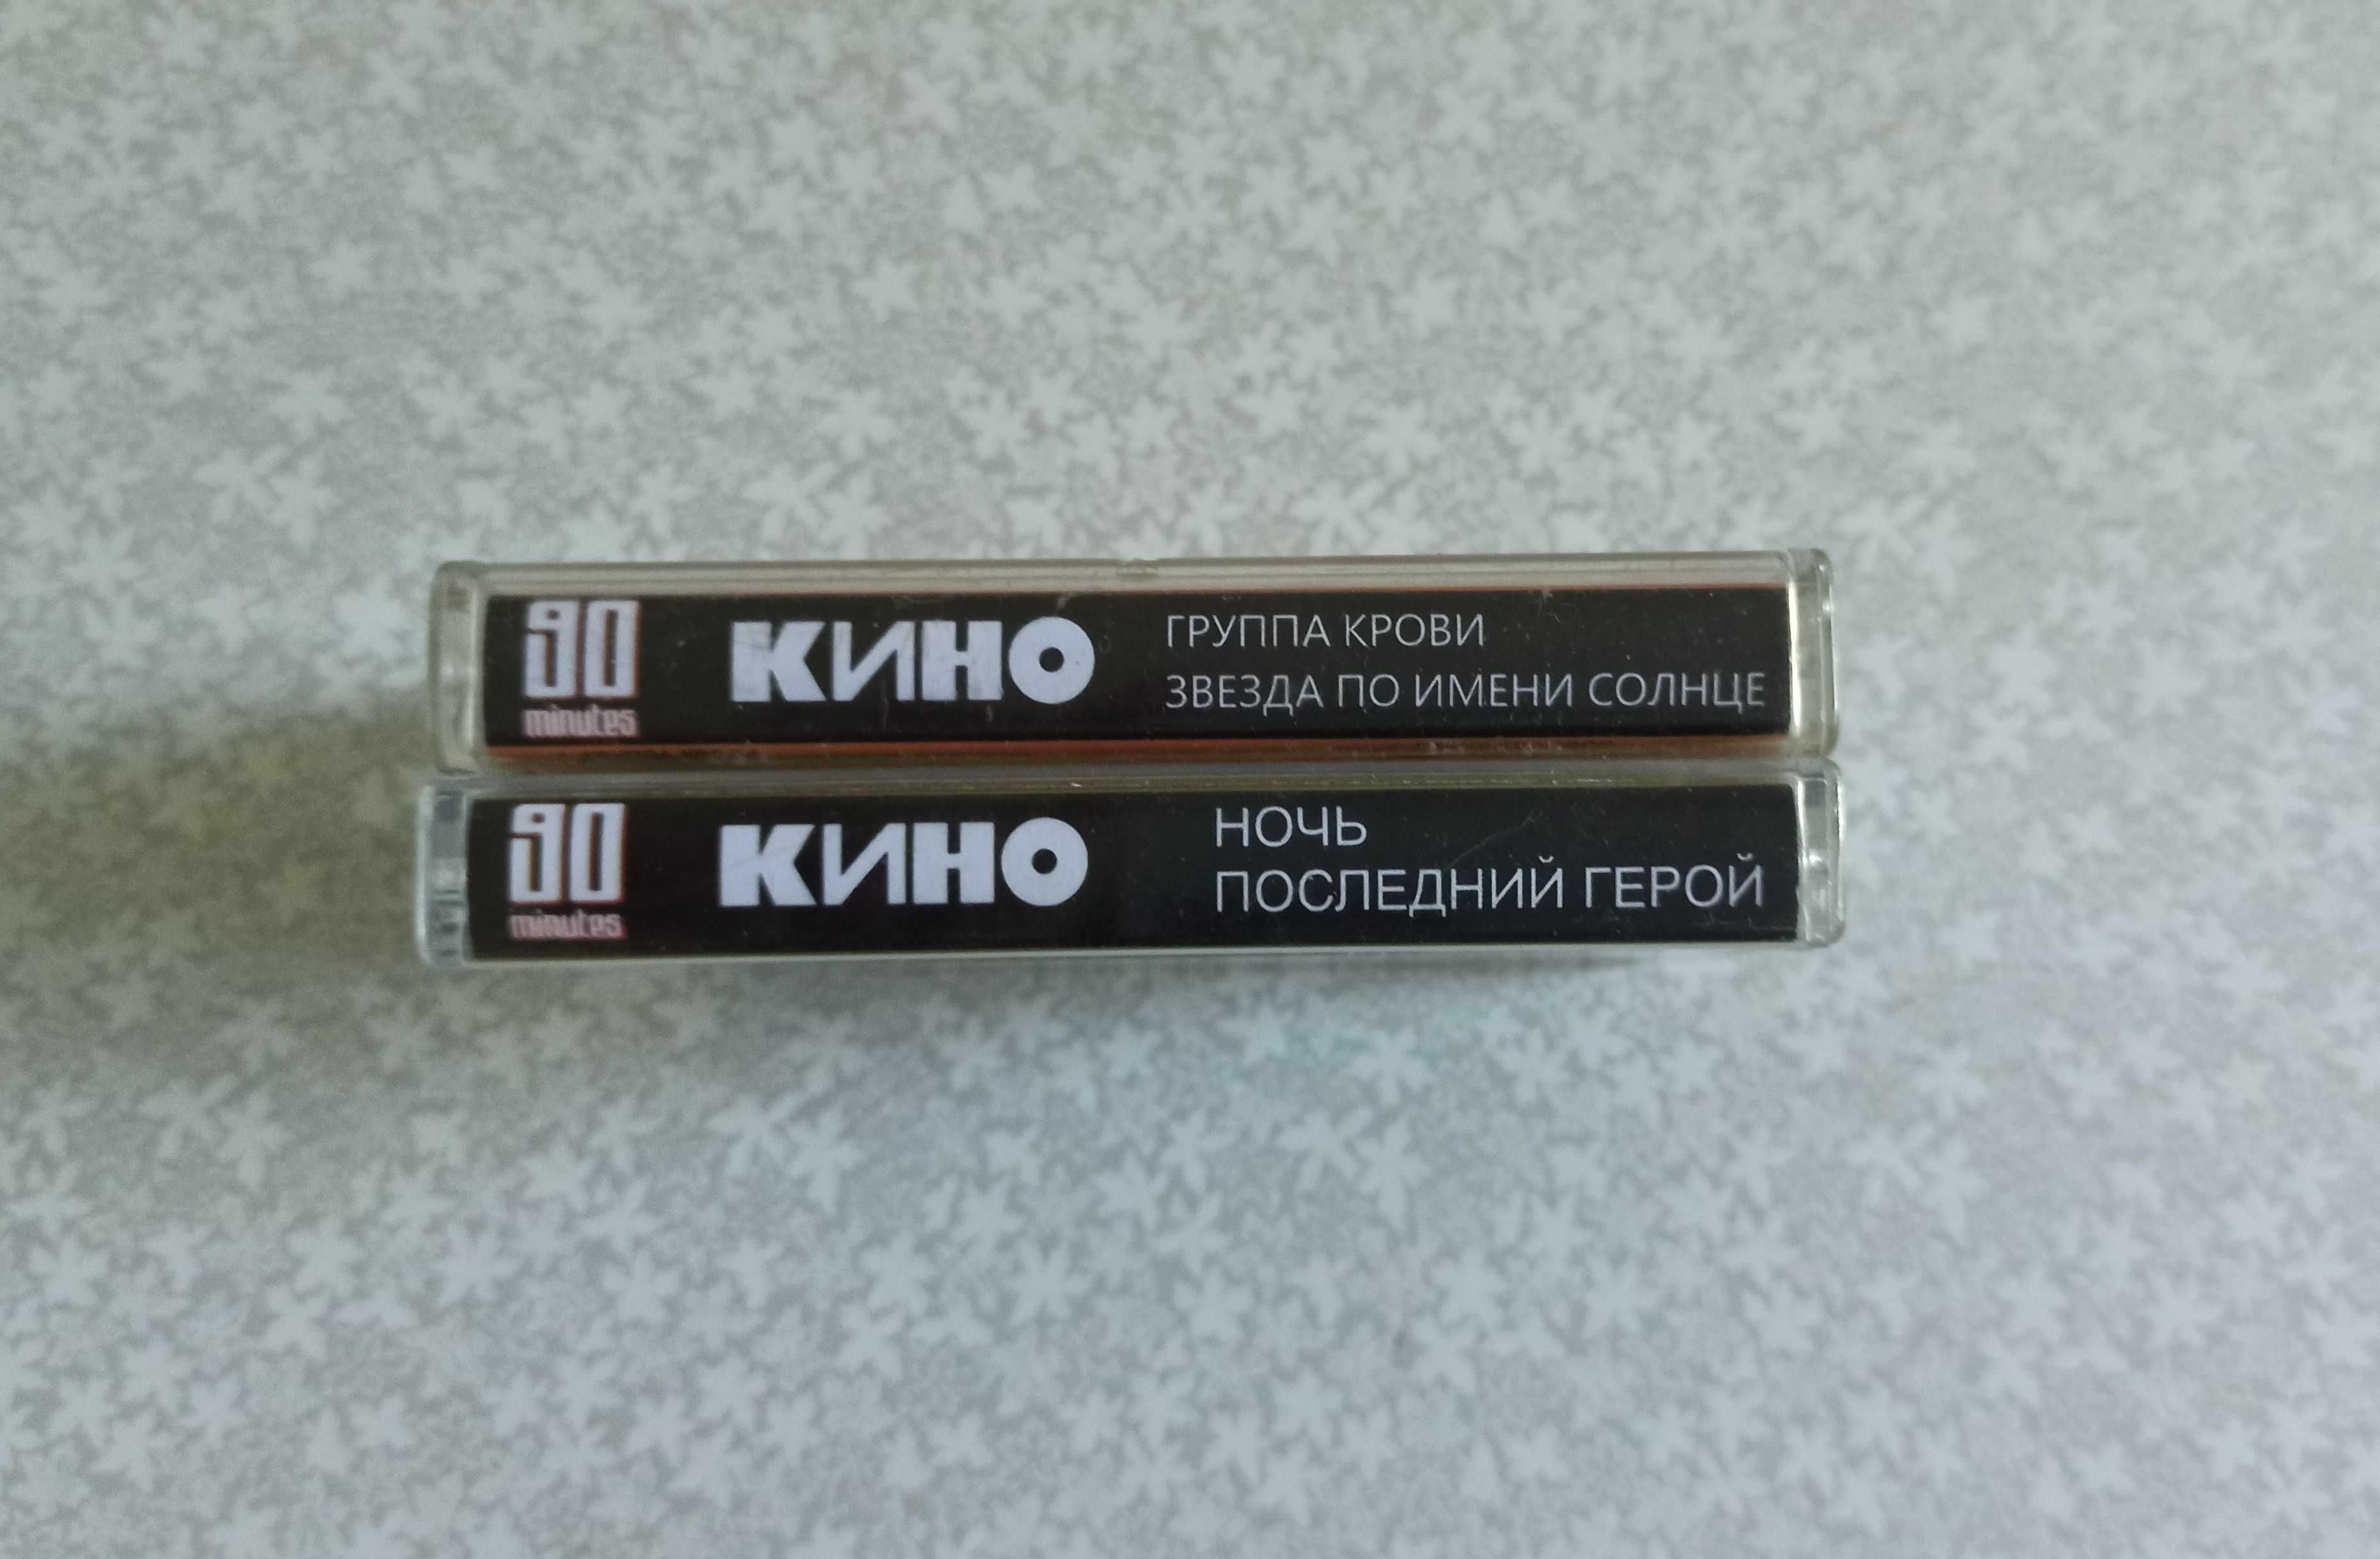 90
minutes
КИНО
ГРУППА КРОВИ
ЗВЕЗДА ПО ИМЕНИ СОЛНЦЕ
90
minutes
КИНО
НОЧЬ
ПОСЛЕДНИЙ ГЕРОЙ